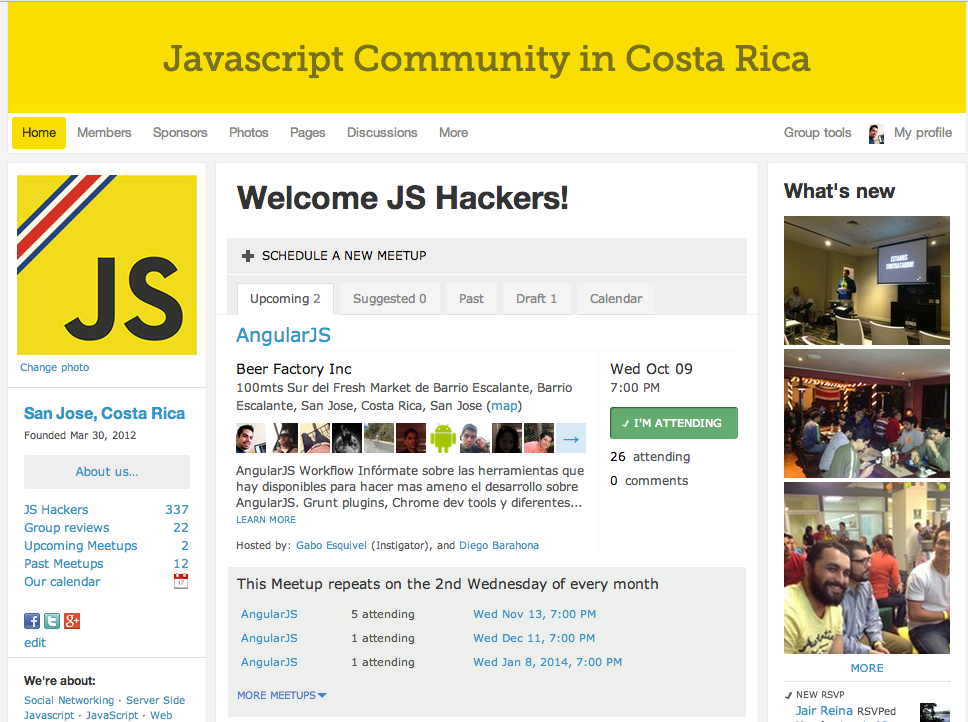 Javascript Community in Costa Rica
Home Members Sponsors Photos Pages Discussions More Group tools My profile
JS
Change photo
San Jose, Costa Rica
Founded Mar 30, 2012
About us...
JS Hackers 337
Group reviews 22
Upcoming Meetups 2
Past Meetups 12
Our calendar
edit
We're about:
Social Networking · Server Side
Javascript · JavaScript · Web
Welcome JS Hackers!
SCHEDULE A NEW MEETUP
Upcoming 2 Suggested 0 Past Draft 1 Calendar
AngularJS
Beer Factory Inc
100mts Sur del Fresh Market de Barrio Escalante, Barrio
Escalante, San Jose, Costa Rica, San Jose (map)
AngularJS Workflow Infórmate sobre las herramientas que
hay disponibles para hacer mas ameno el desarrollo sobre
AngularJS. Grunt plugins, Chrome dev tools y diferentes...
LEARN MORE
Hosted by: Gabo Esquivel (Instigator), and Diego Barahona
Wed Oct 09
7:00 PM
✓ I'M ATTENDING
26 attending
0 comments
This Meetup repeats on the 2nd Wednesday of every month
AngularJS 5 attending Wed Nov 13, 7:00 PM
AngularJS 1 attending Wed Dec 11, 7:00 PM
AngularJS 1 attending Wed Jan 8, 2014, 7:00 PM
MORE MEETUPS
What's new
ESTAMOS
CONTRATANDO!
MORE
✓ NEW RSVP
Jair Reina RSVPed